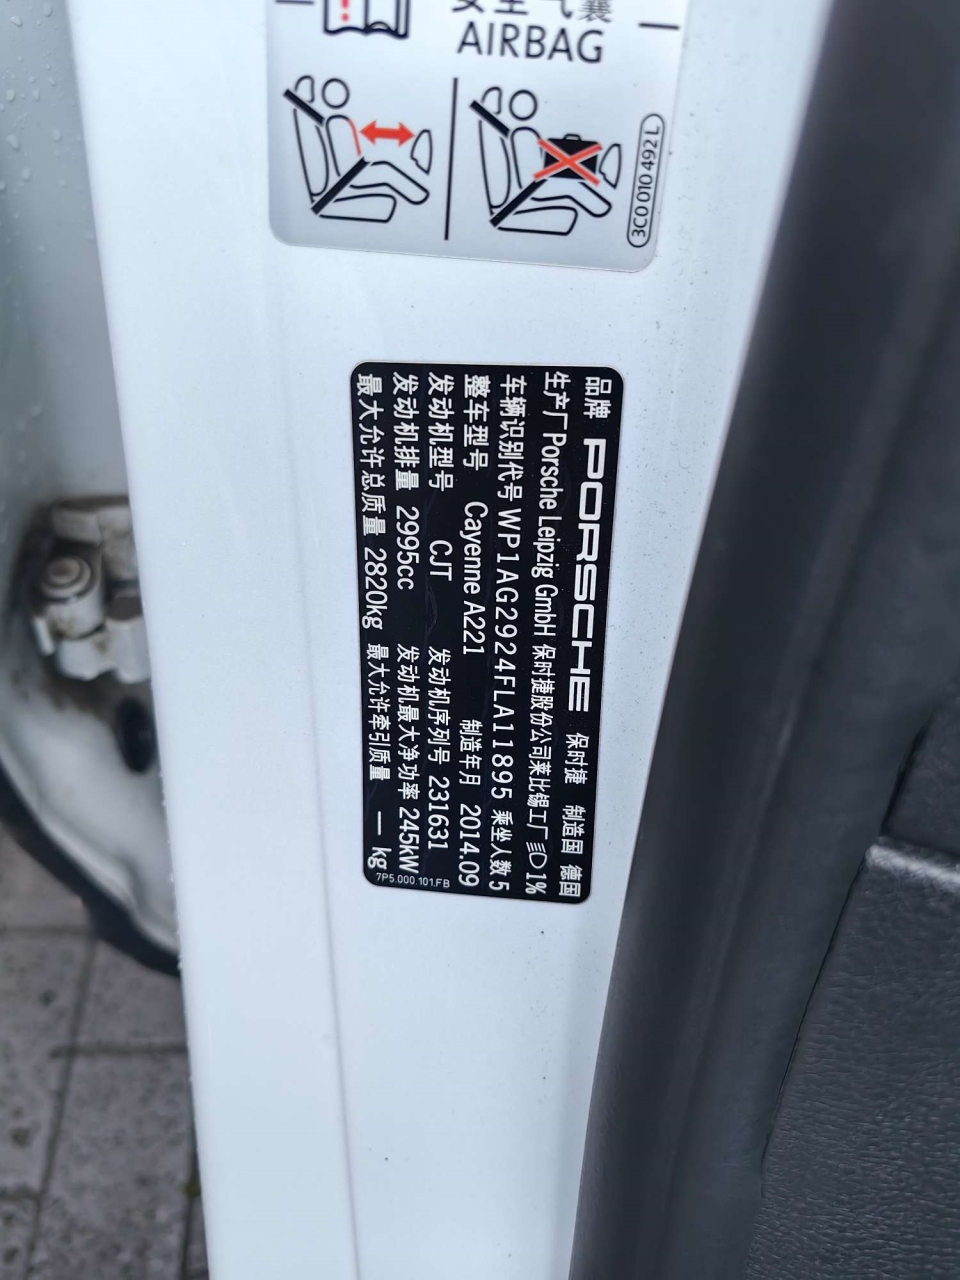 安全气囊
AIRBAG
3C0 010 492 L
品牌 PORSCHE 保时捷 制造国 德国
生产厂 Porsche Leipzig GmbH 保时捷股份公司莱比锡工厂 1%
车辆识别代号 WP1AG2924FLA11895 乘坐人数 5
整车型号 Cayenne A221 制造年月 2014.09
发动机型号 CJT 发动机序列号 231631
发动机排量 2995cc 发动机最大净功率 245kW
最大允许总质量 2820kg 最大允许牵引质量 — kg
7P5.000.101.FB